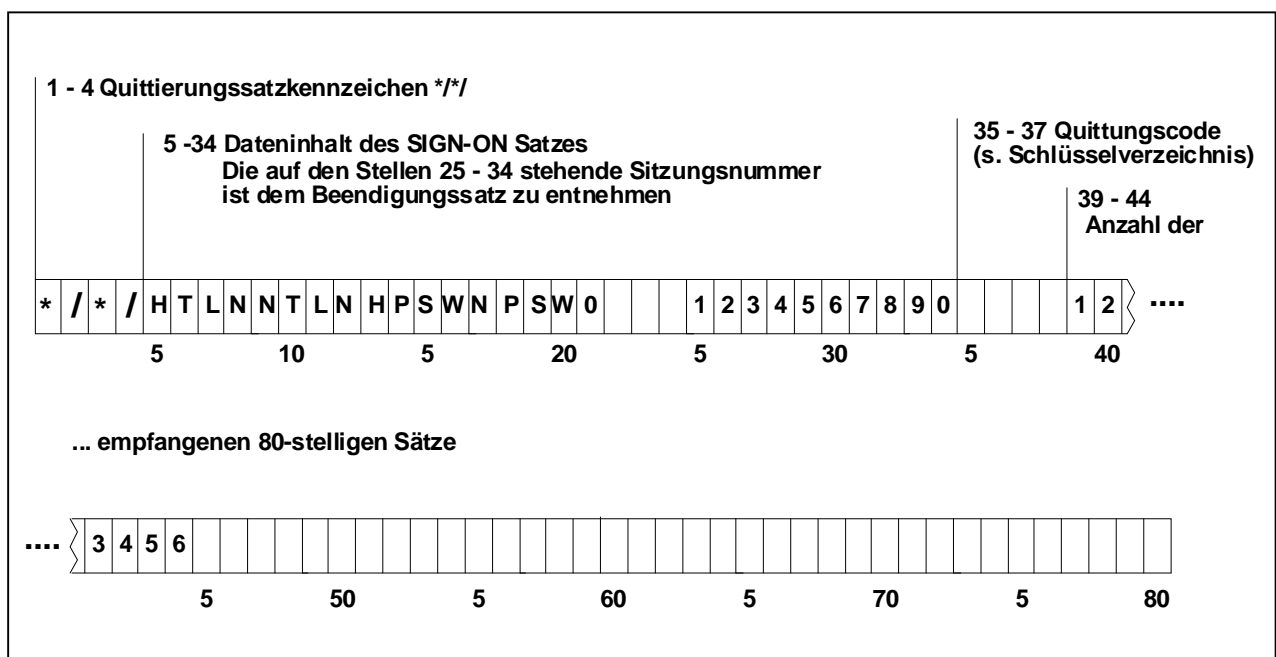 1 - 4 Quittierungssatzkennzeichen */*/
5 -34 Dateninhalt des SIGN-ON Satzes
Die auf den Stellen 25 - 34 stehende Sitzungsnummer
ist dem Beendigungssatz zu entnehmen
35 - 37 Quittungscode
(s. Schlüsselverzeichnis)
39 - 44
Anzahl der
* / * / H T L N N T L N H P S W N P S W 0 1 2 3 4 5 6 7 8 9 0 1 2 ....
5 10 5 20 5 30 5 40
... empfangenen 80-stelligen Sätze
.... 3 4 5 6
5 50 5 60 5 70 5 80